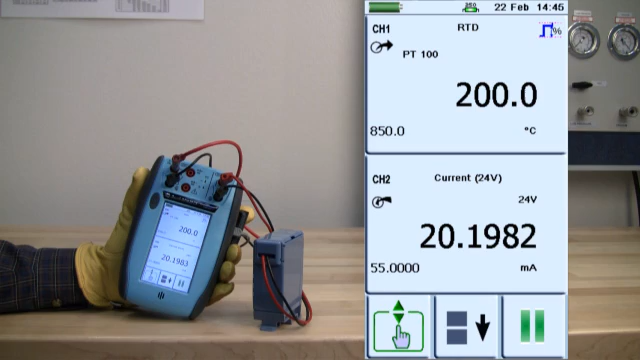 22 Feb 14:45
CH1 RTD
%
PT 100
200.0
850.0 °C
CH2 Current (24V)
24V
20.1982
55.0000 mA
200.0
20.1983